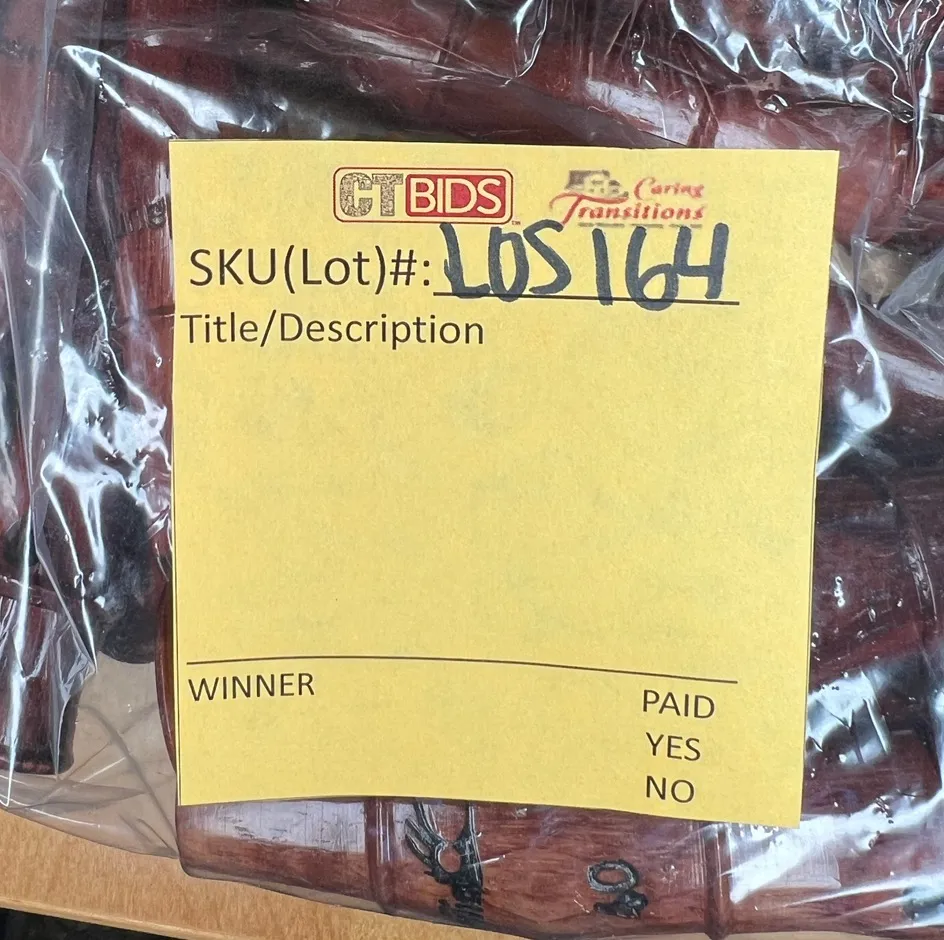 CTBIDS
Caring
Transitions
SKU(Lot)#: LOS164
Title/Description
WINNER
PAID
YES
NO